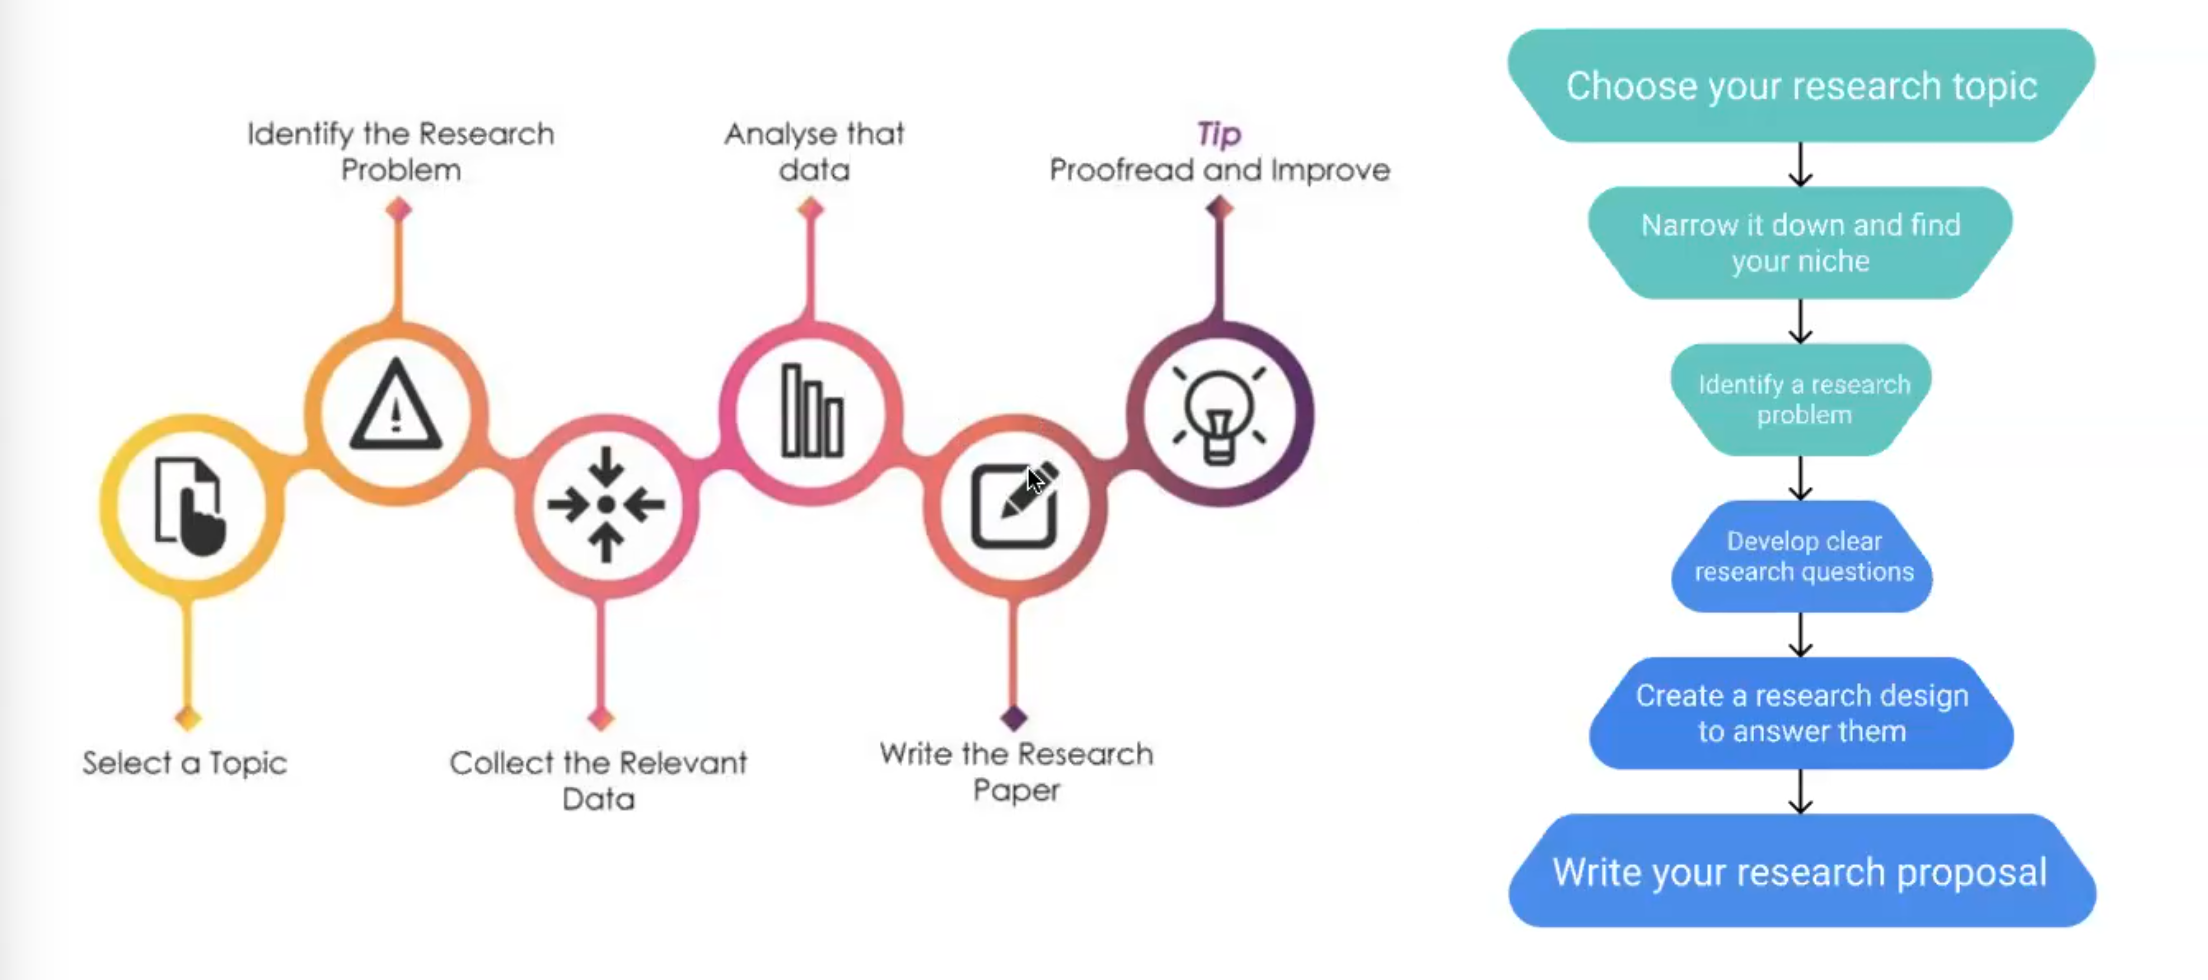 Identify the Research
Problem
Analyse that
data
Tip
Proofread and Improve
Select a Topic
Collect the Relevant
Data
Write the Research
Paper
Choose your research topic
Narrow it down and find
your niche
Identify a research
problem
Develop clear
research questions
Create a research design
to answer them
Write your research proposal